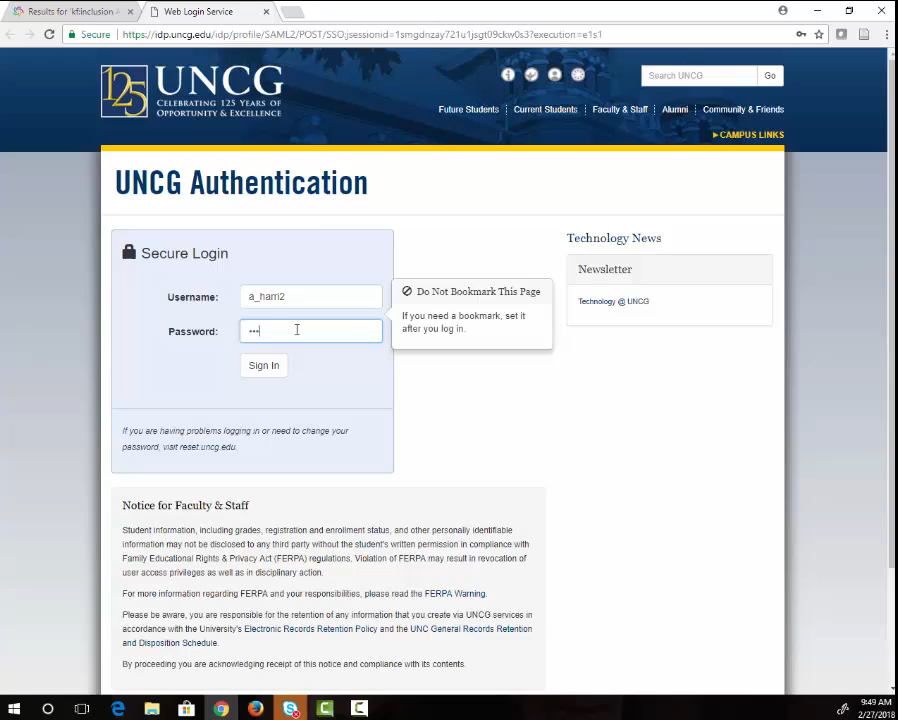 Results for 'kf:inclusion A
Web Login Service
Secure
https://idp.uncg.edu/idp/profile/SAML2/POST/SSO;jsessionid=1smgdnzay721u1jsgt09ckw0s3?execution=e1s1
125
UNCG
CELEBRATING 125 YEARS OF
OPPORTUNITY & EXCELLENCE
Search UNCG
Go
Future Students
Current Students
Faculty & Staff
Alumni
Community & Friends
►CAMPUS LINKS
UNCG Authentication
Secure Login
Username:
a_harri2
Password:
•••
Sign In
Do Not Bookmark This Page
If you need a bookmark, set it
after you log in.
If you are having problems logging in or need to change your
password, visit reset.uncg.edu.
Technology News
Newsletter
Technology @ UNCG
Notice for Faculty & Staff
Student information, including grades, registration and enrollment status, and other personally identifiable
information may not be disclosed to any third party without the student's written permission in compliance with
Family Educational Rights & Privacy Act (FERPA) regulations. Violation of FERPA may result in revocation of
user access privileges as well as in disciplinary action.
For more information regarding FERPA and your responsibilities, please read the FERPA Warning.
Please be aware, you are responsible for the retention of any information that you create via UNCG services in
accordance with the University's Electronic Records Retention Policy and the UNC General Records Retention
and Disposition Schedule.
By proceeding you are acknowledging receipt of this notice and compliance with its contents.
9:49 AM
2/27/2018